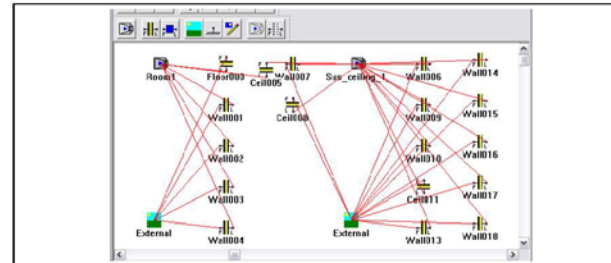 Room1 Floor000 Wall007 Sus_ceiling_1 Wall006 Wall014
Ceil005
Wall001 Ceil008 Wall009 Wall015
Wall002 Wall010 Wall016
Wall003 Ceil011 Wall017
External Wall004 External Wall013 Wall018